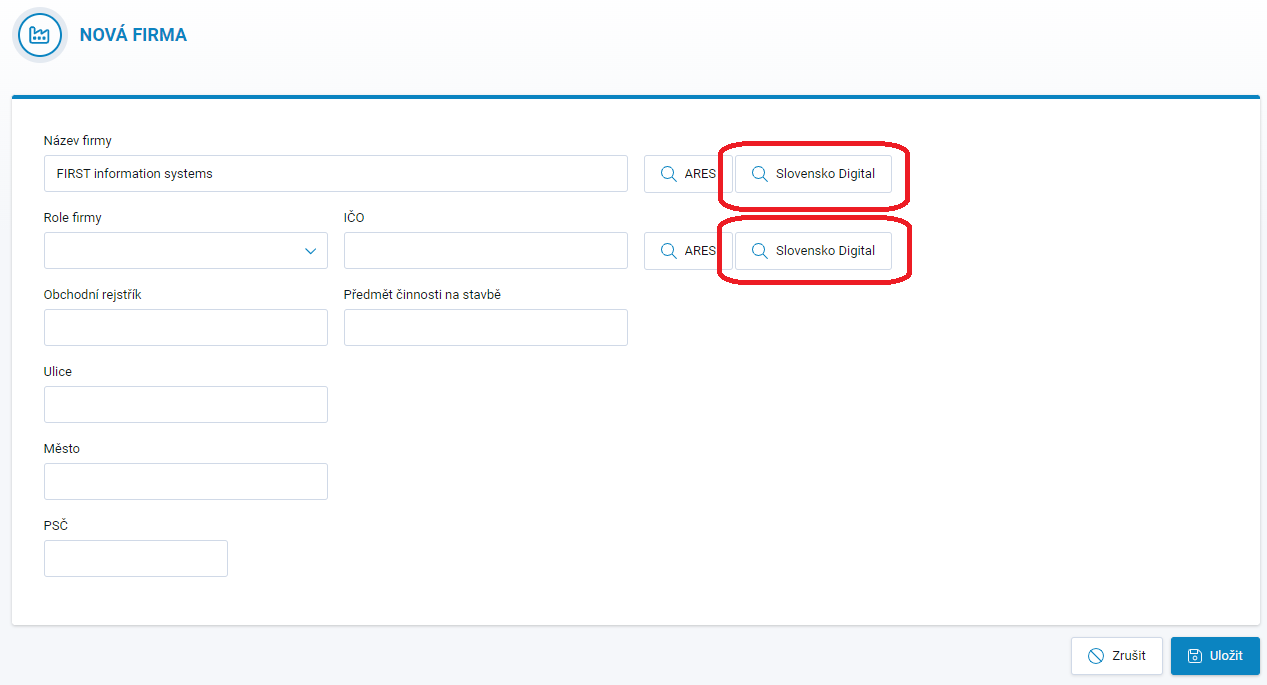 NOVÁ FIRMA
Název firmy
FIRST information systems ARES Slovensko Digital
Role firmy IČO
ARES Slovensko Digital
Obchodní rejstřík Předmět činnosti na stavbě
Ulice
Město
PSČ
Zrušit Uložit